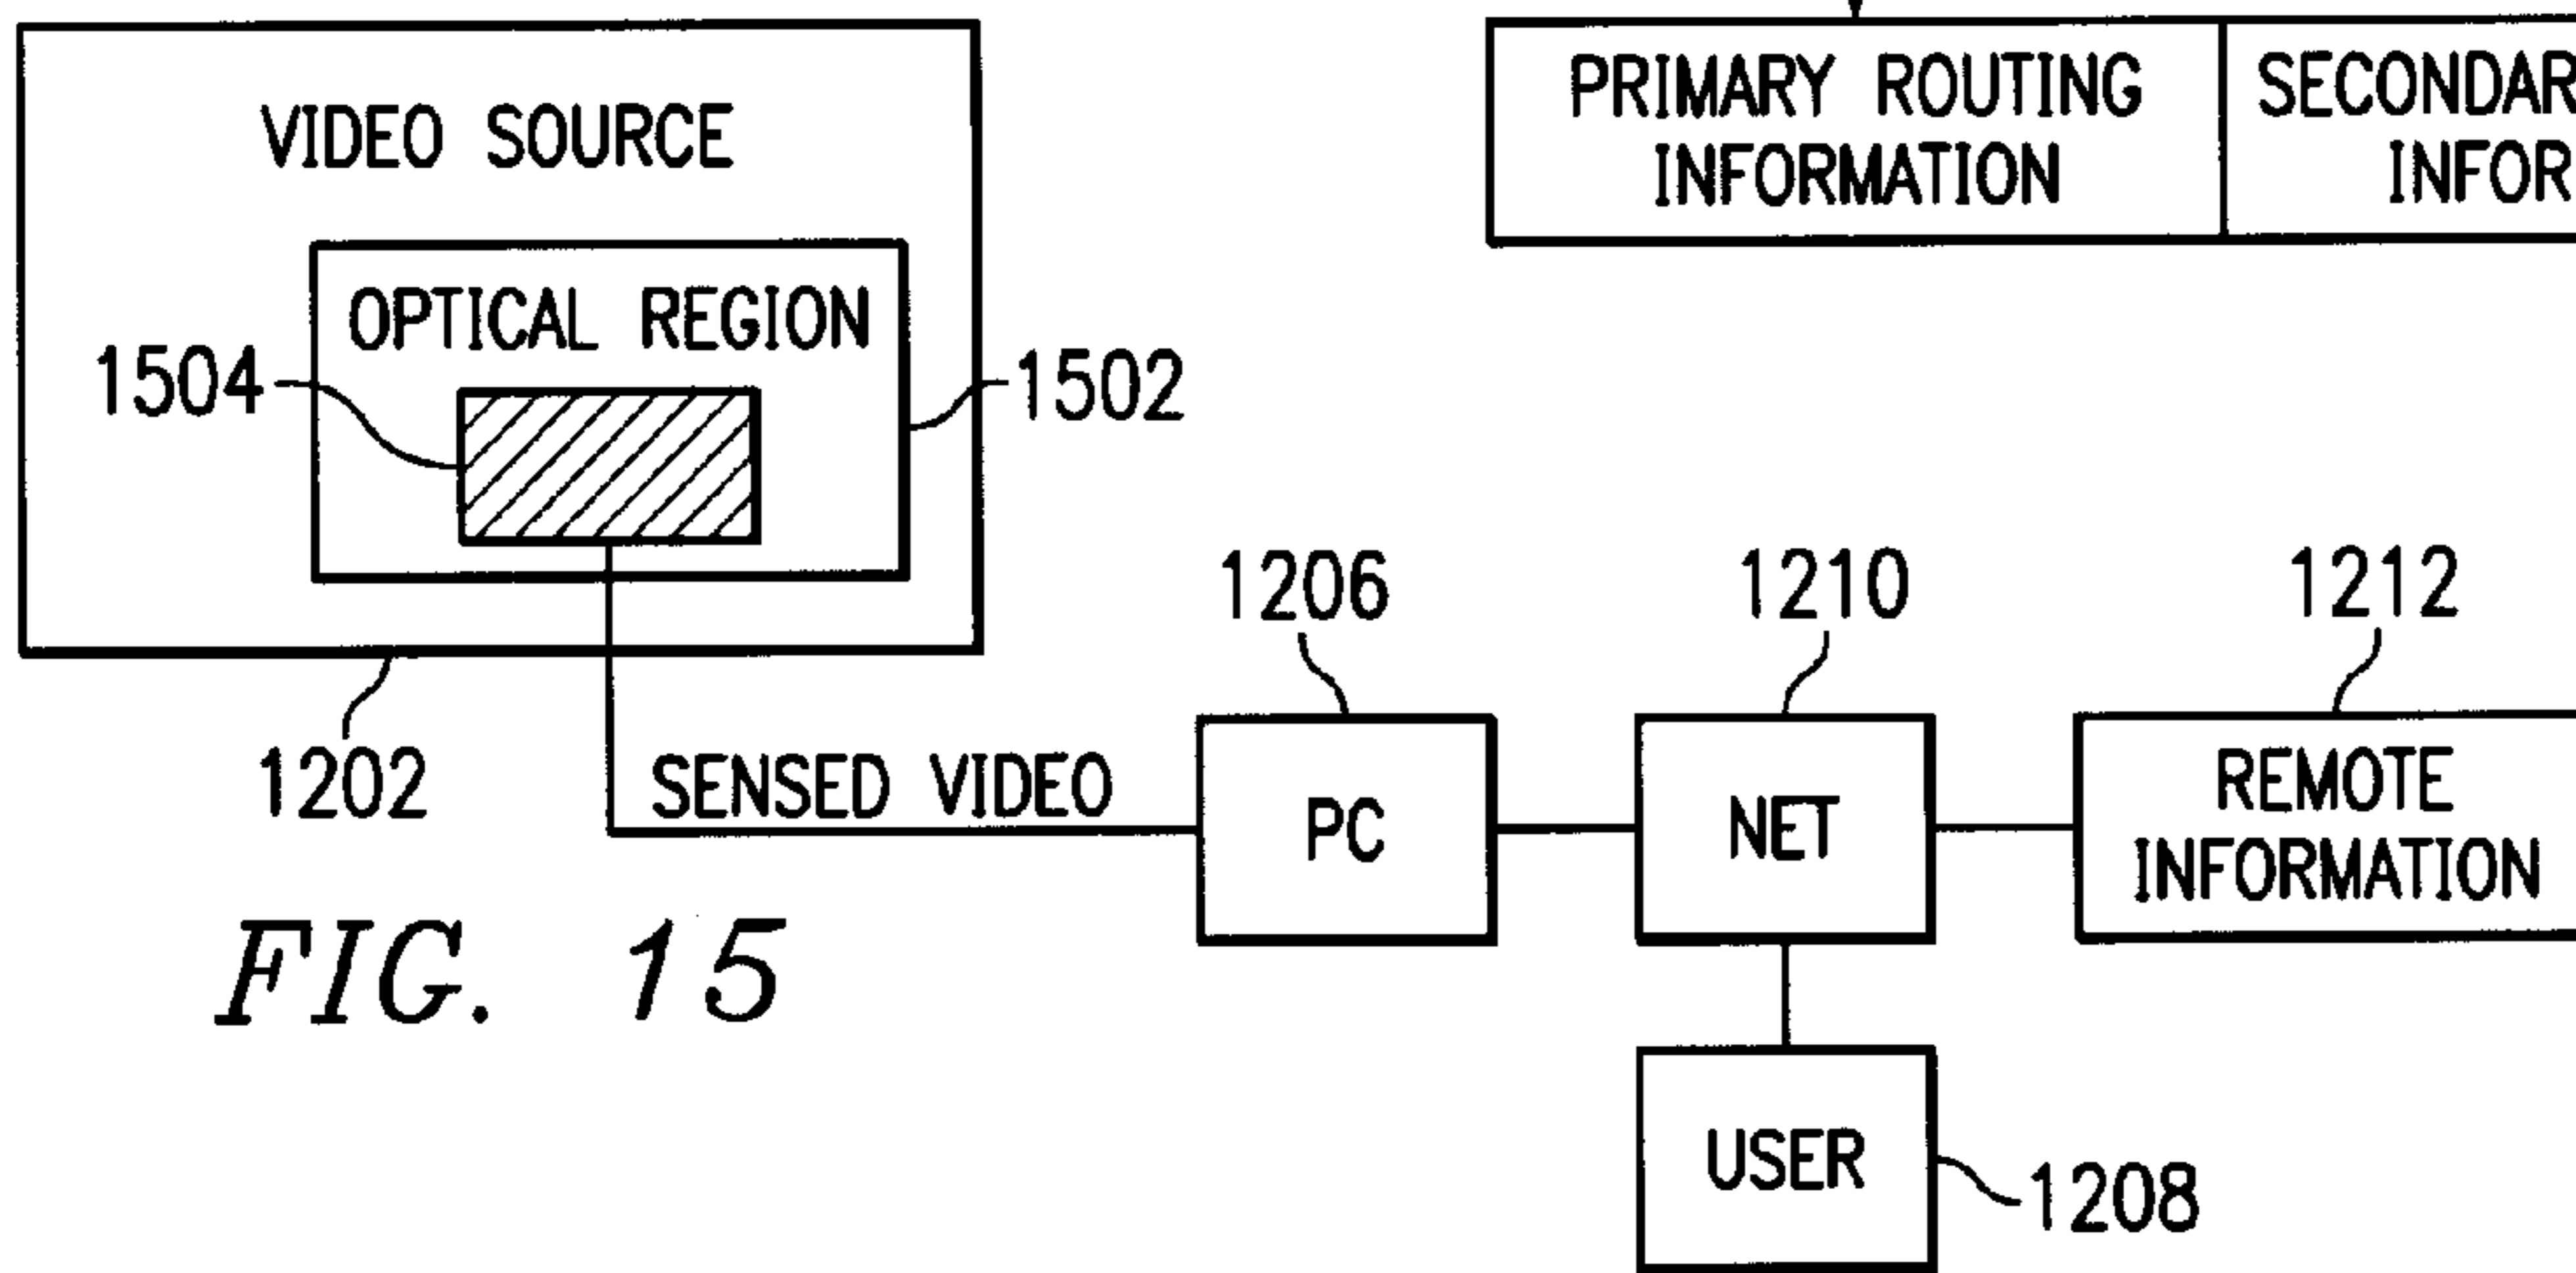 VIDEO SOURCE
OPTICAL REGION
1504
1502
1202
SENSED VIDEO
FIG. 15
PRIMARY ROUTING
INFORMATION
1206
PC
1210
NET
1212
REMOTE
INFORMATION
USER
1208